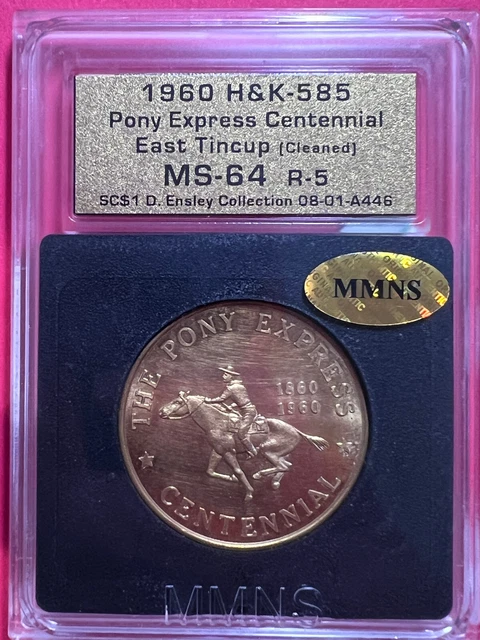 1960 H&K-585
Pony Express Centennial
East Tincup (Cleaned)
MS-64 R-5
SC$1 D. Ensley Collection 08-01-A446
MMNS
THE PONY EXPRESS
1860
1960
CENTENNIAL
MMNS